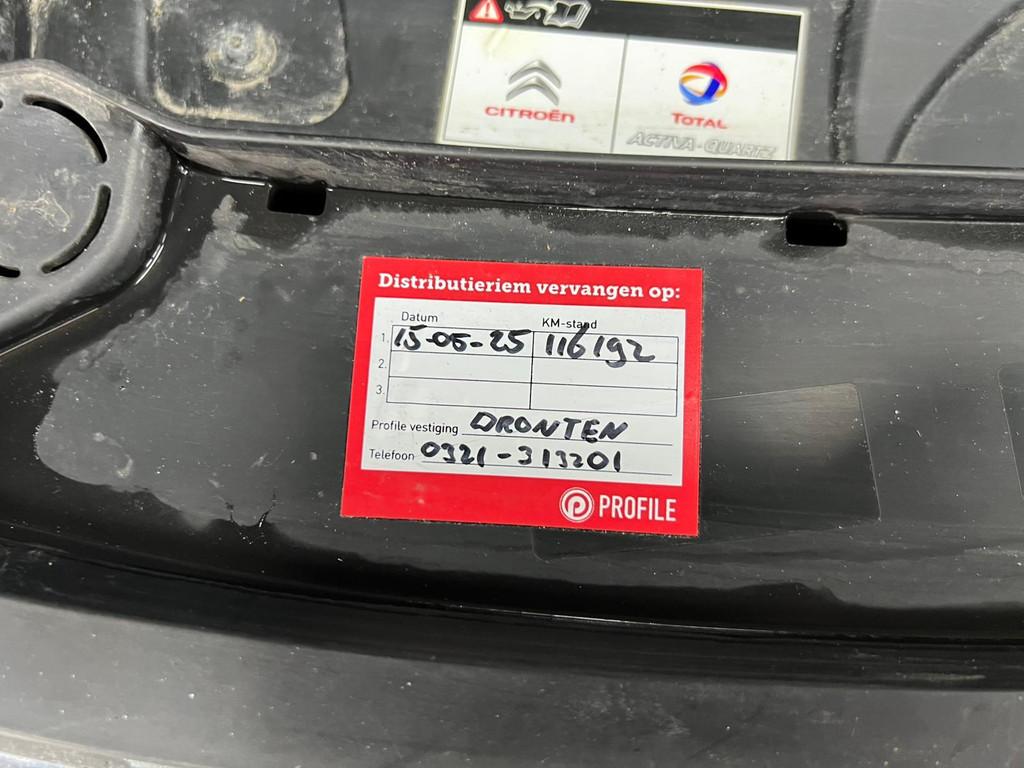 CITROËN
TOTAL
ACTIVA-QUARTZ
Distributieriem vervangen op:
Datum KM-stand
1. 15-05-25 116192
2.
3.
Profile vestiging DRONTEN
Telefoon 0321-313201
PROFILE